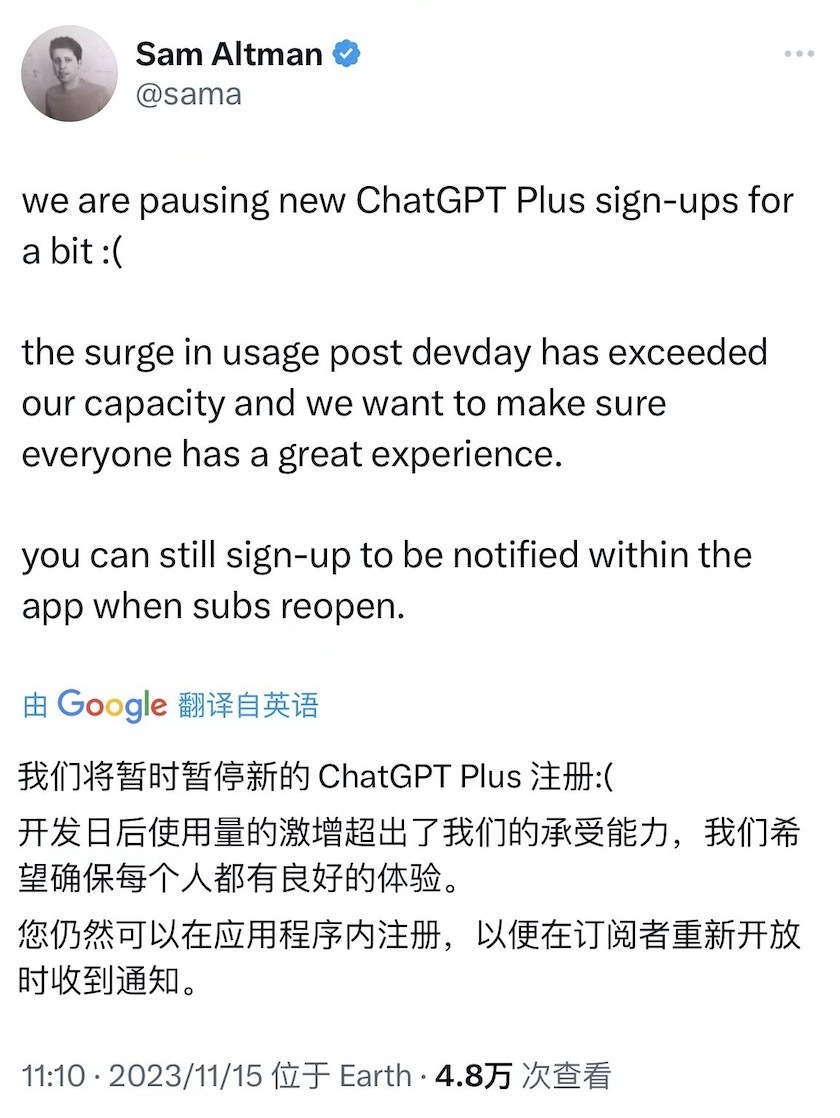 Sam Altman
@sama
we are pausing new ChatGPT Plus sign-ups for
a bit :(
the surge in usage post devday has exceeded
our capacity and we want to make sure
everyone has a great experience.
you can still sign-up to be notified within the
app when subs reopen.
由 Google 翻译自英语
我们将暂时暂停新的 ChatGPT Plus 注册:(
开发日后使用量的激增超出了我们的承受能力，我们希
望确保每个人都有良好的体验。
您仍然可以在应用程序内注册，以便在订阅者重新开放
时收到通知。
11:10 · 2023/11/15 位于 Earth · 4.8万 次查看